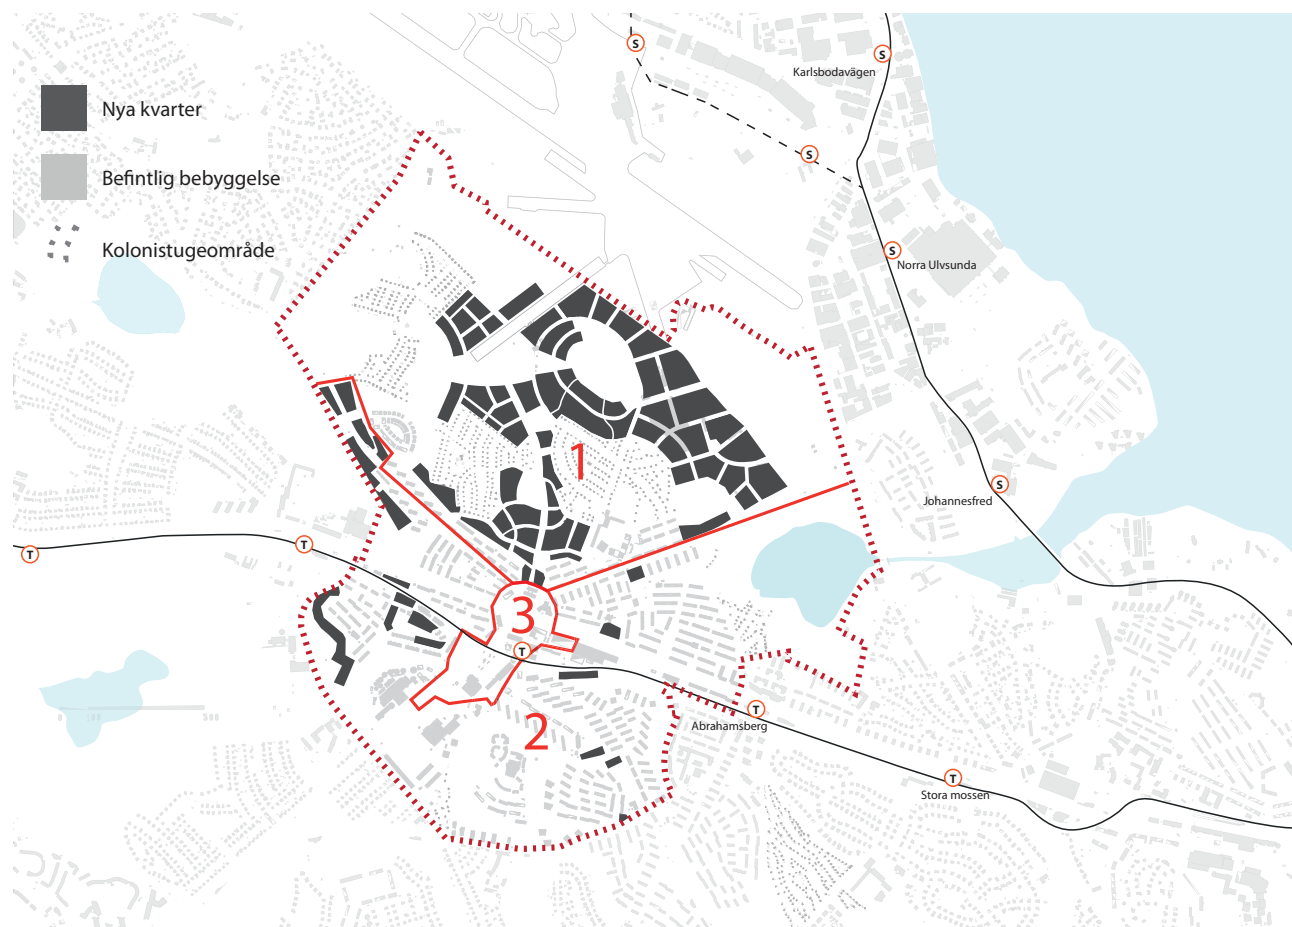 S
S
Karlsbodavägen
Nya kvarter
S
Befintlig bebyggelse
Kolonistugeområde
S
Norra Ulvsunda
1
S
Johannesfred
T
T
3
T
2
T
Abrahamsberg
T
Stora mossen